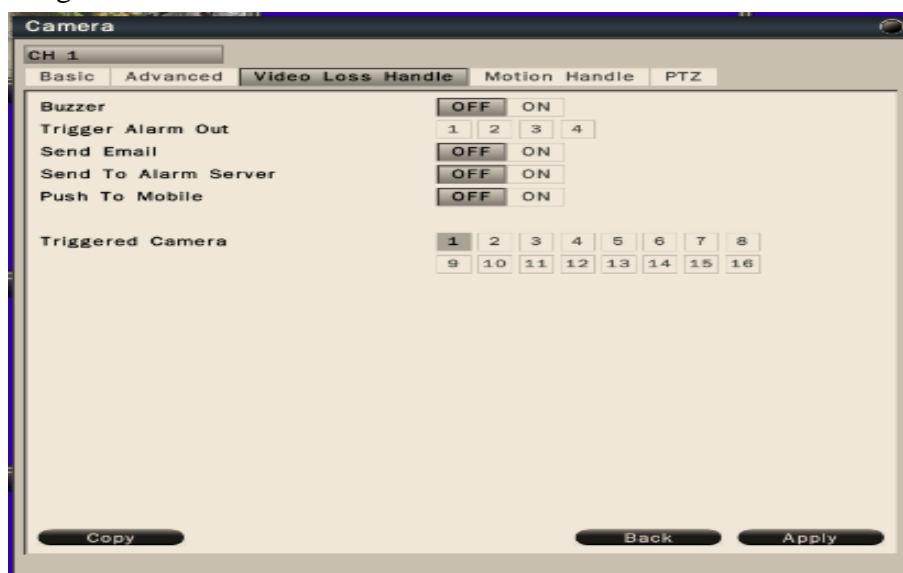 Camera
CH 1
Basic Advanced Video Loss Handle Motion Handle PTZ
Buzzer OFF ON
Trigger Alarm Out 1 2 3 4
Send Email OFF ON
Send To Alarm Server OFF ON
Push To Mobile OFF ON
Triggered Camera 1 2 3 4 5 6 7 8
9 10 11 12 13 14 15 16
Copy Back Apply